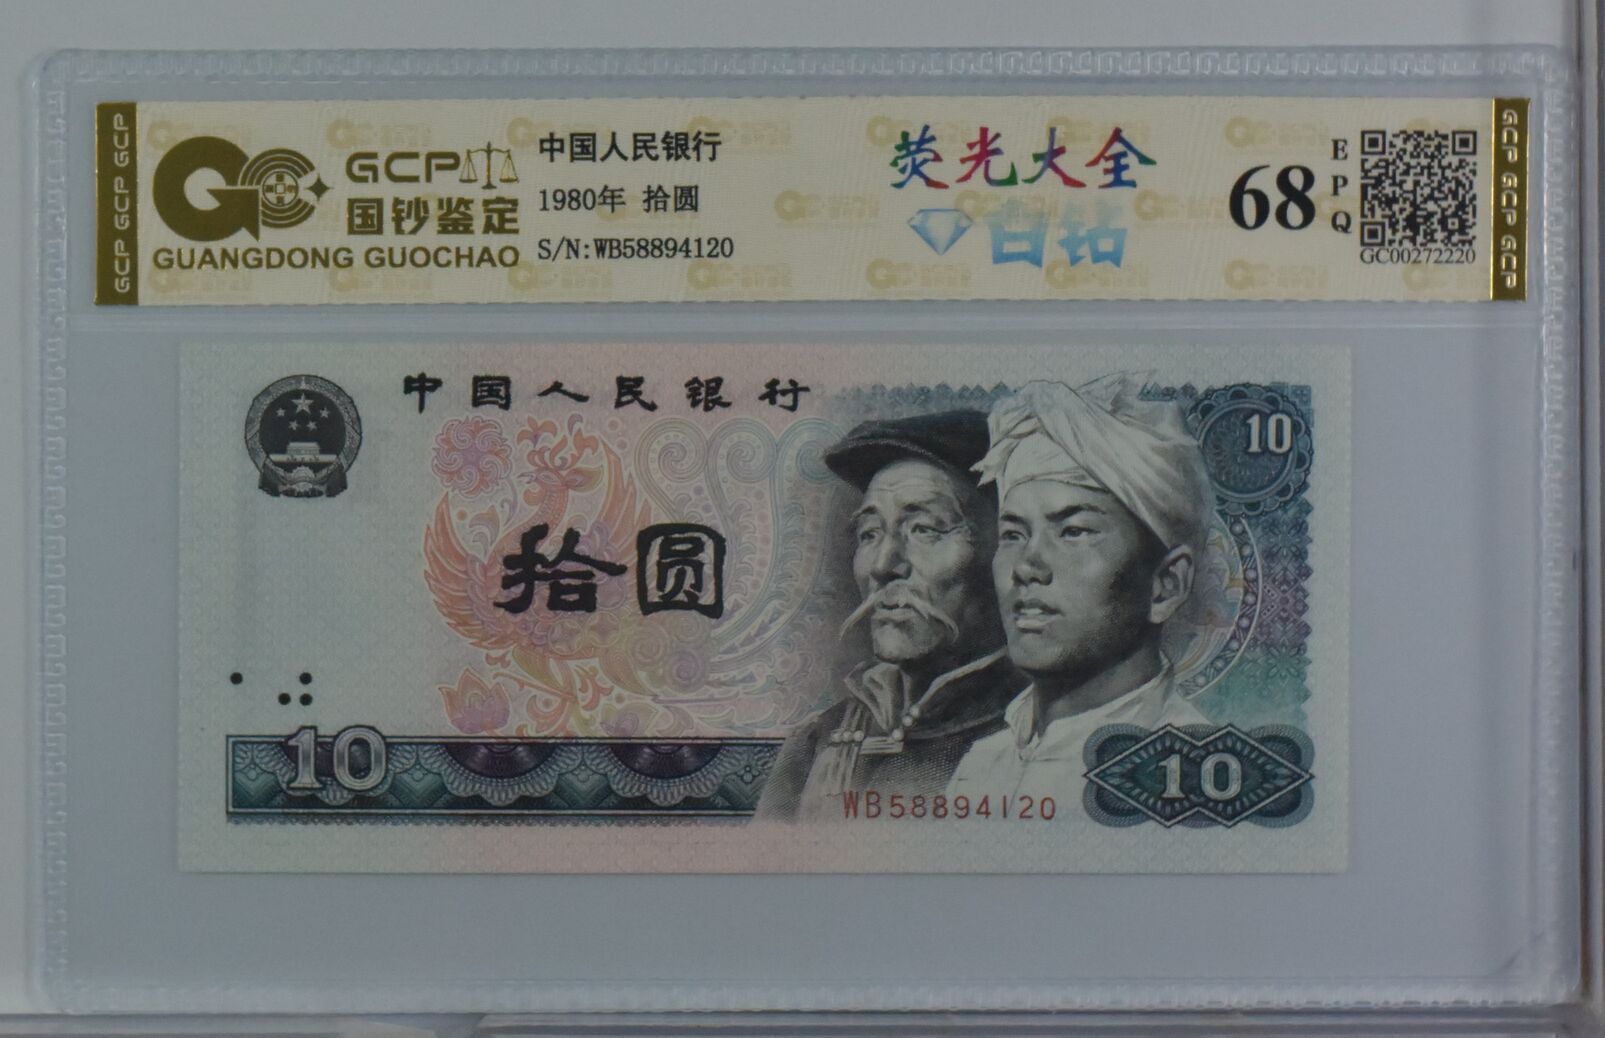 GCP GCP GCP
GCP
国钞鉴定
GUANGDONG GUOCHAO
中国人民银行
1980年 拾圆
S/N:WB58894120
荧光大全
白钻
68
EPQ
GC00272220
GCP GCP GCP GCP
中国人民银行
10
拾圆
10
WB58894120
10